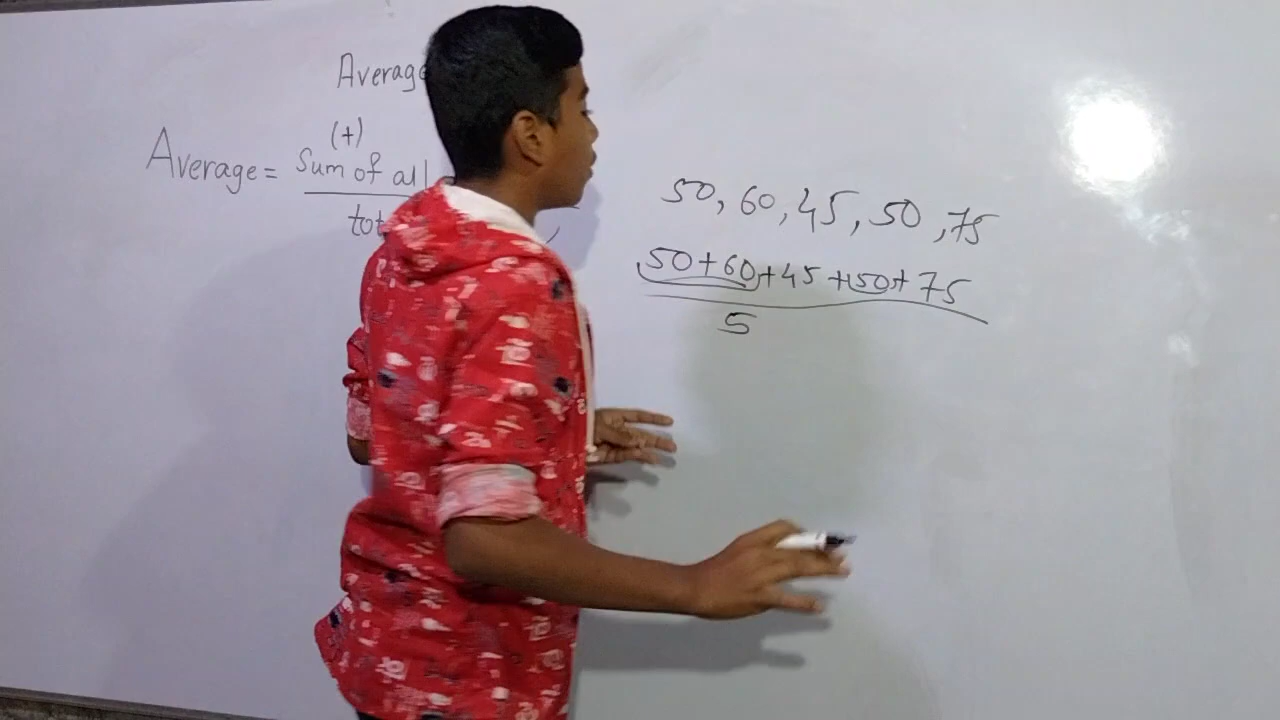 Average
(+)
Average = Sum of all
50, 60, 45, 50, 75
50+60+45+50+75
5